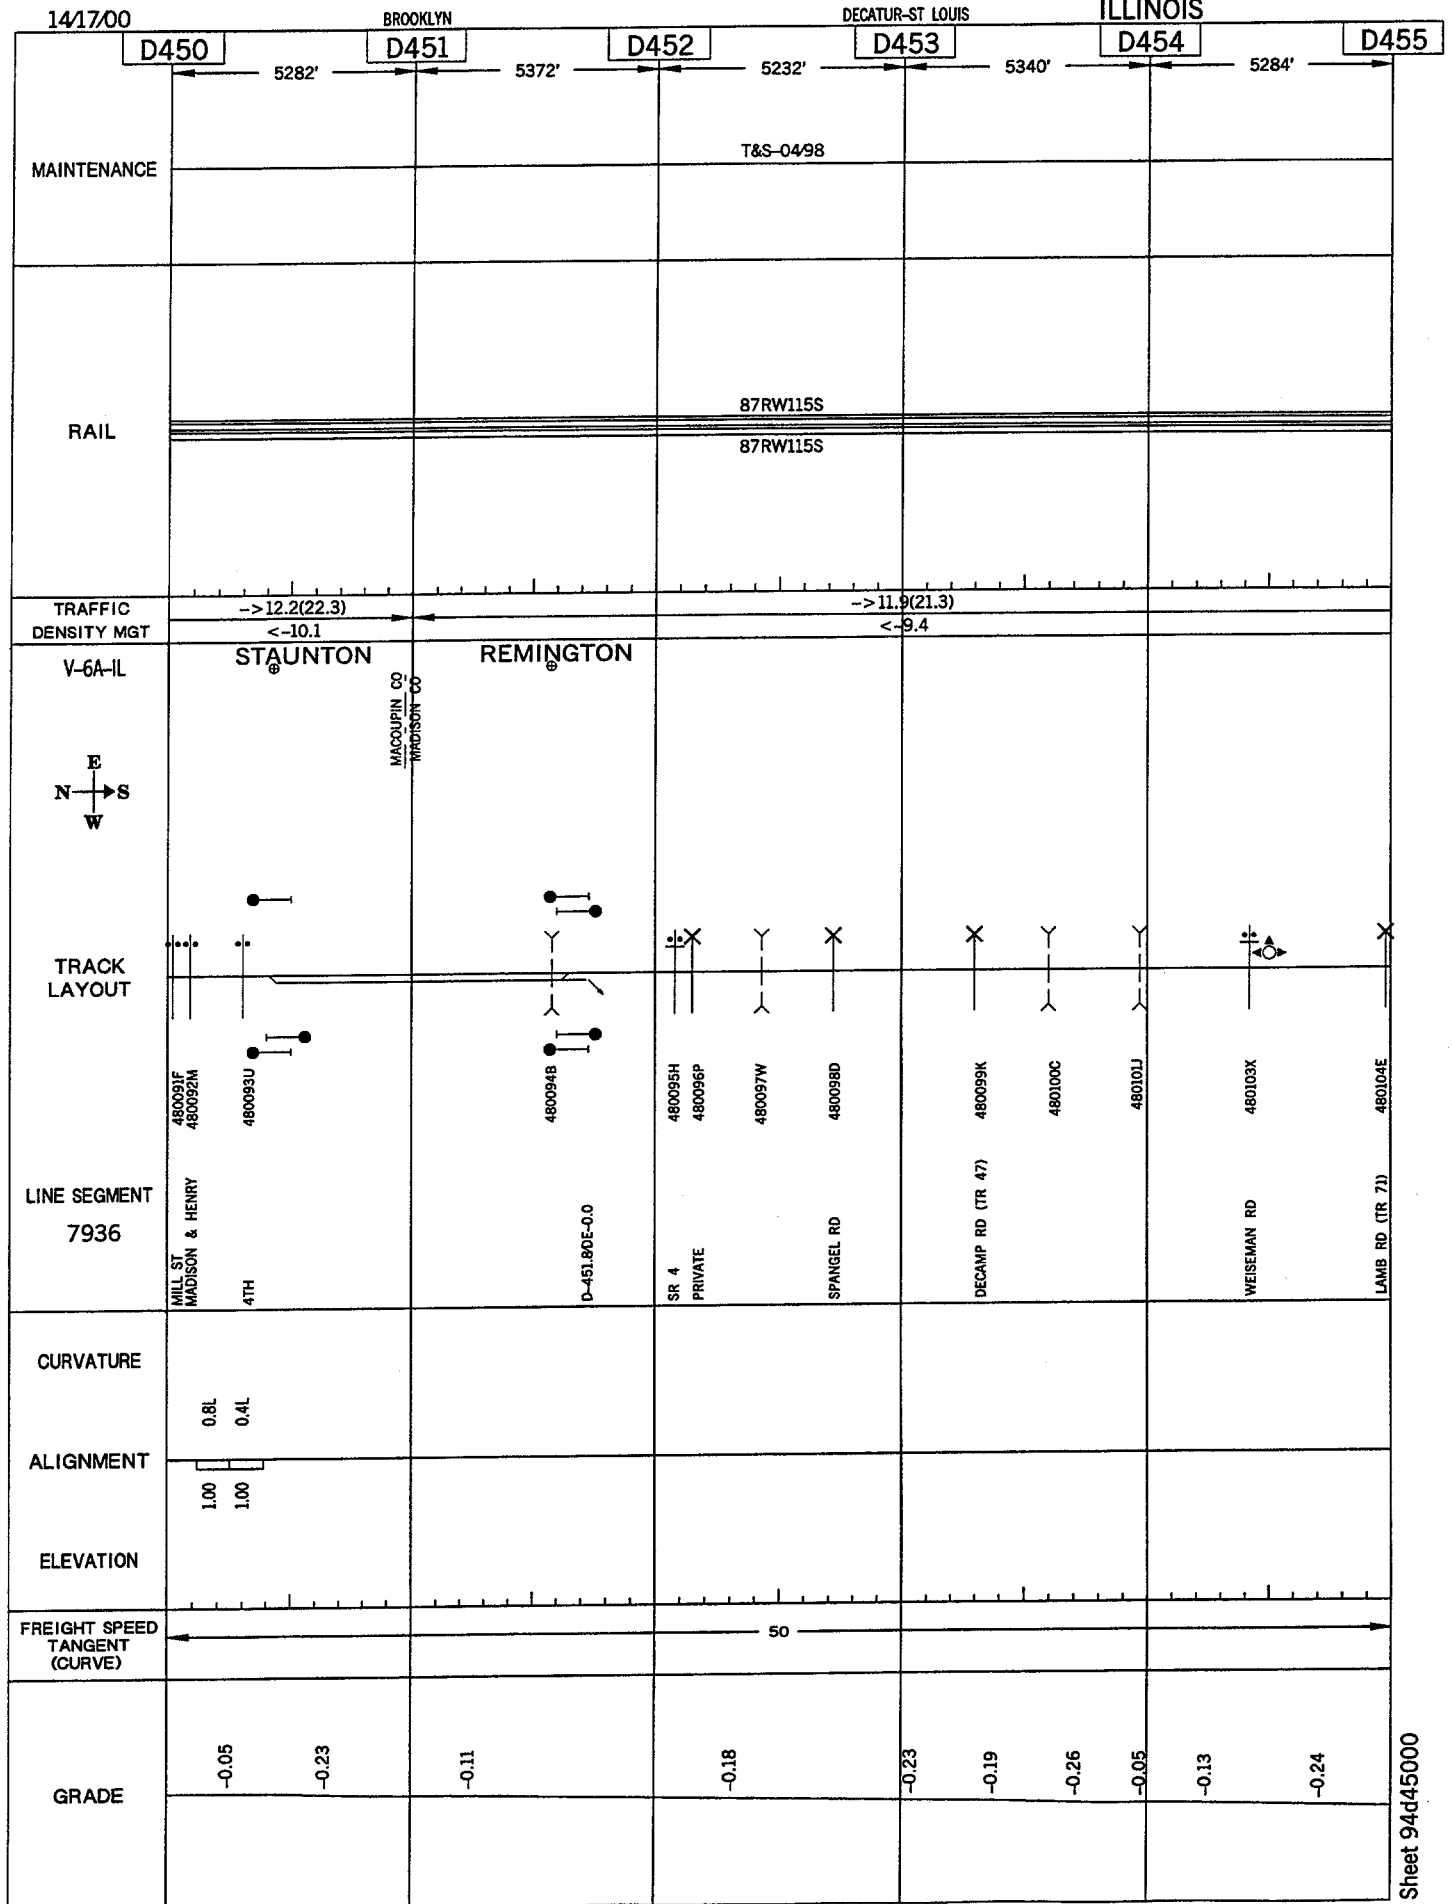 14/17/00 BROOKLYN DECATUR-ST LOUIS ILLINOIS
D450 D451 D452 D453 D454 D455
5282' 5372' 5232' 5340' 5284'
MAINTENANCE
T&S-04/98
RAIL
87RW115S
87RW115S
TRAFFIC
DENSITY MGT
->12.2(22.3) ->11.9(21.3)
<-10.1 <-9.4
V-6A-IL
STAUNTON REMINGTON
MACOUPIN CO
MADISON CO
E
N S
W
TRACK
LAYOUT
480091F
480092M
480093U
480094B
480095H
480096P
480097W
480098D
480099K
480100C
480101J
480103X
480104E
LINE SEGMENT
7936
MILL ST
MADISON & HENRY
4TH
D-451.8/DE-0.0
SR 4
PRIVATE
SPANGEL RD
DECAMP RD (TR 47)
WEISEMAN RD
LAMB RD (TR 71)
CURVATURE
0.8L
0.4L
ALIGNMENT
1.00
1.00
ELEVATION
FREIGHT SPEED
TANGENT
(CURVE)
50
GRADE
-0.05
-0.23
-0.11
-0.18
-0.23
-0.19
-0.26
-0.05
-0.13
-0.24
Sheet 94d45000